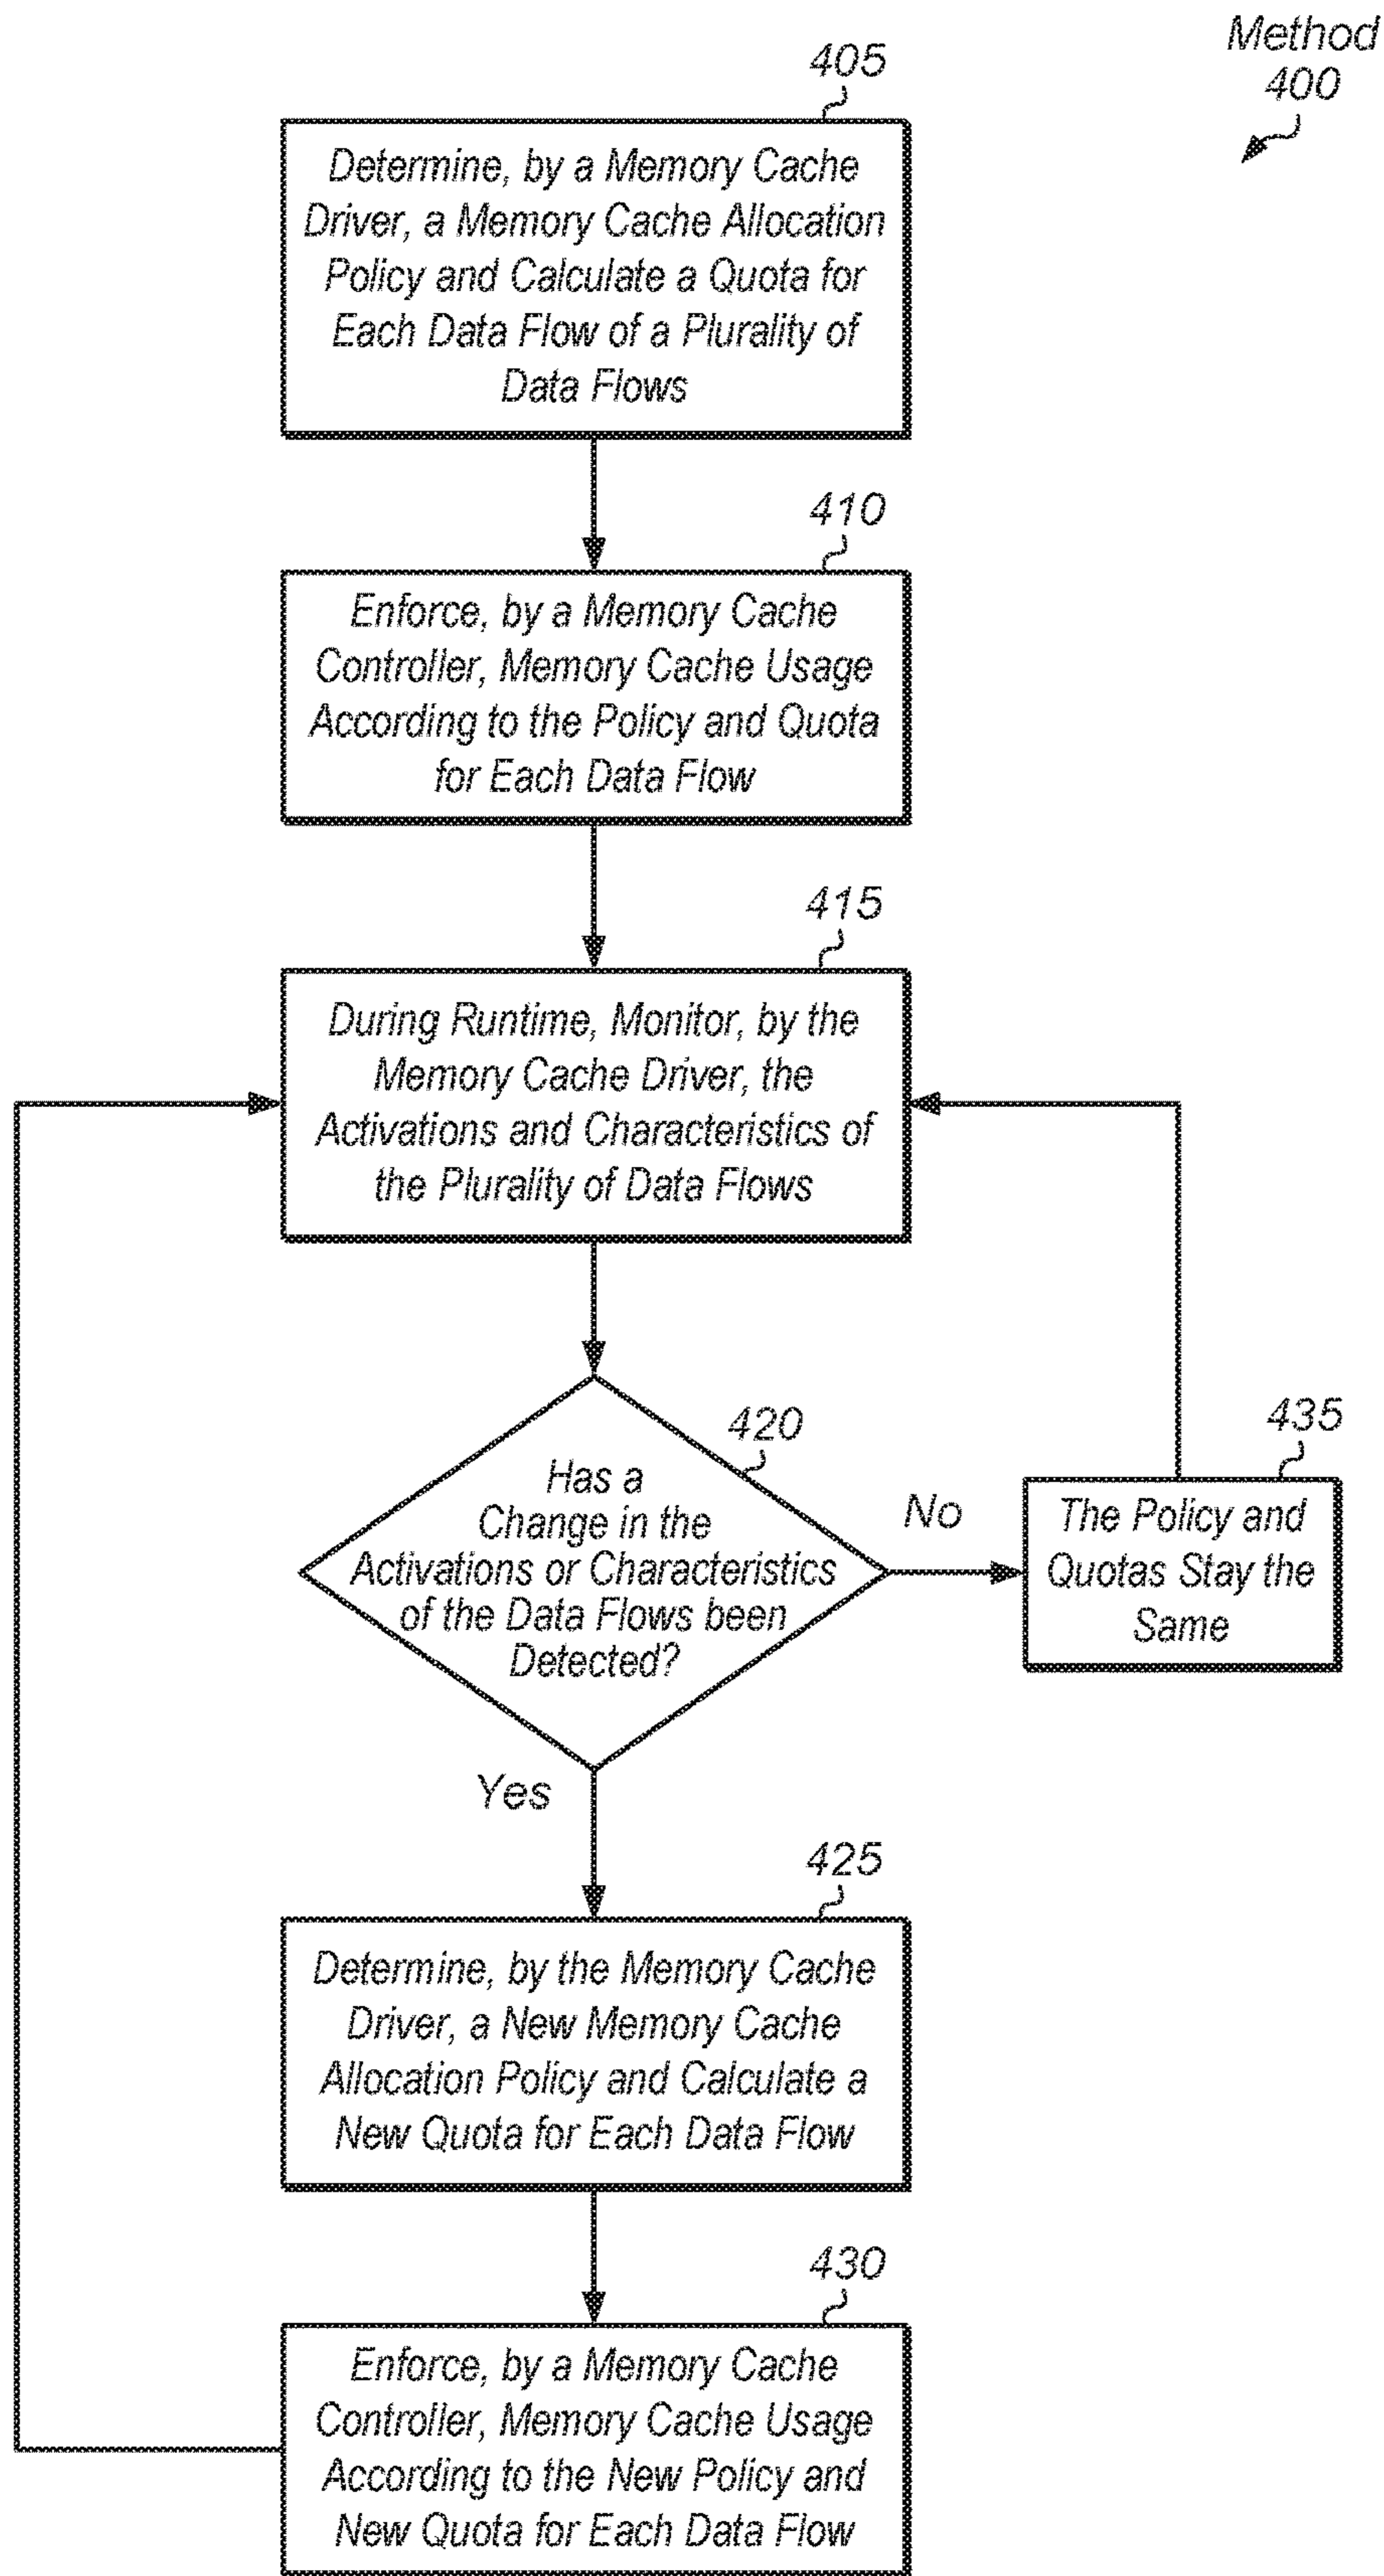 Method
400
405
Determine, by a Memory Cache
Driver, a Memory Cache Allocation
Policy and Calculate a Quota for
Each Data Flow of a Plurality of
Data Flows
410
Enforce, by a Memory Cache
Controller, Memory Cache Usage
According to the Policy and Quota
for Each Data Flow
415
During Runtime, Monitor, by the
Memory Cache Driver, the
Activations and Characteristics of
the Plurality of Data Flows
420
Has a
Change in the
Activations or Characteristics
of the Data Flows been
Detected?
No
435
The Policy and
Quotas Stay the
Same
Yes
425
Determine, by the Memory Cache
Driver, a New Memory Cache
Allocation Policy and Calculate a
New Quota for Each Data Flow
430
Enforce, by a Memory Cache
Controller, Memory Cache Usage
According to the New Policy and
New Quota for Each Data Flow